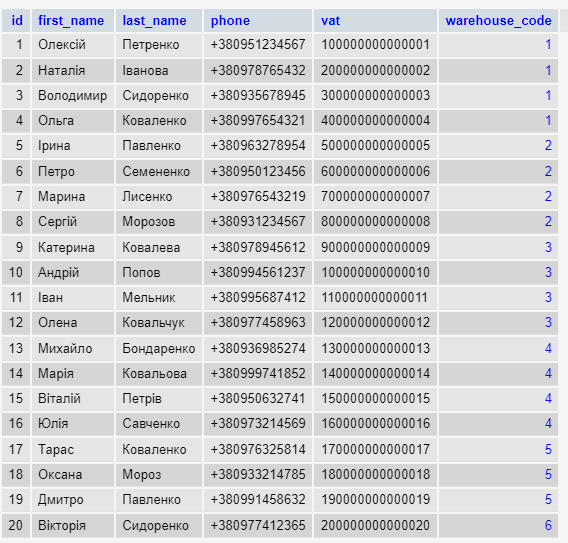 id first_name last_name phone vat warehouse_code
1 Олексій Петренко +380951234567 100000000000001 1
2 Наталія Іванова +380978765432 200000000000002 1
3 Володимир Сидоренко +380935678945 300000000000003 1
4 Ольга Коваленко +380997654321 400000000000004 1
5 Ірина Павленко +380963278954 500000000000005 2
6 Петро Семененко +380950123456 600000000000006 2
7 Марина Лисенко +380976543219 700000000000007 2
8 Сергій Морозов +380931234567 800000000000008 2
9 Катерина Ковалева +380978945612 900000000000009 3
10 Андрій Попов +380994561237 100000000000010 3
11 Іван Мельник +380995687412 110000000000011 3
12 Олена Ковальчук +380977458963 120000000000012 3
13 Михайло Бондаренко +380936985274 130000000000013 4
14 Марія Ковальова +380999741852 140000000000014 4
15 Віталій Петрів +380950632741 150000000000015 4
16 Юлія Савченко +380973214569 160000000000016 4
17 Тарас Коваленко +380976325814 170000000000017 5
18 Оксана Мороз +380933214785 180000000000018 5
19 Дмитро Павленко +380991458632 190000000000019 5
20 Вікторія Сидоренко +380977412365 200000000000020 6